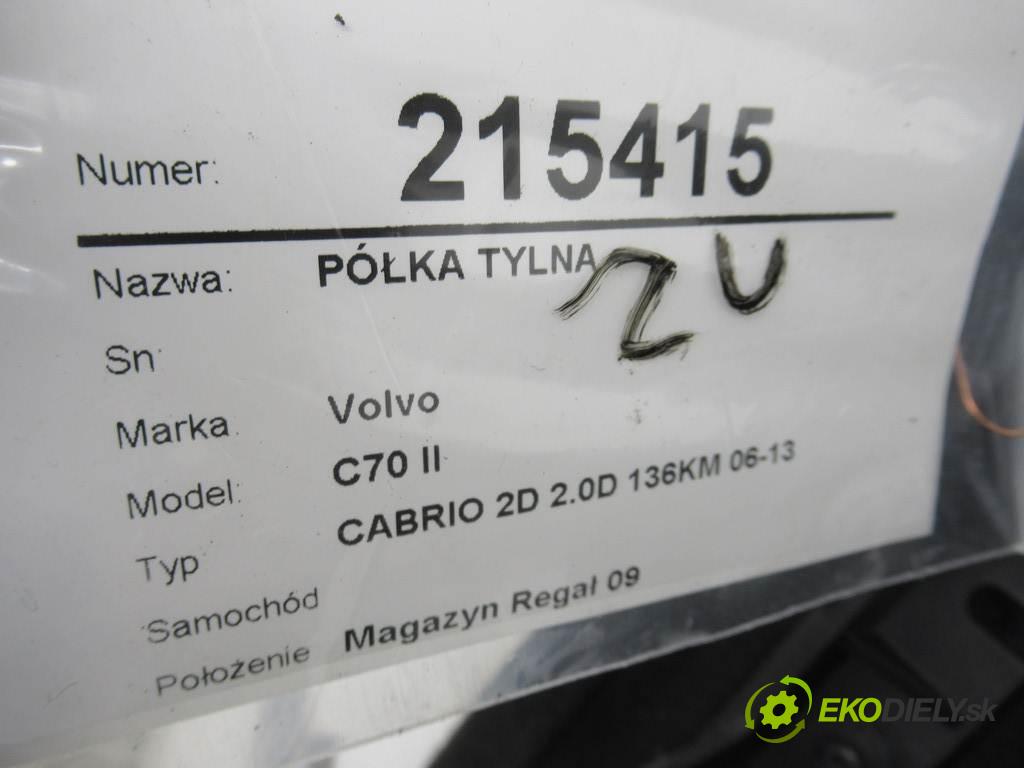 Numer: 215415
Nazwa: PÓŁKA TYLNA
ZU
Sn
Marka Volvo
Model: C70 II
Typ CABRIO 2D 2.0D 136KM 06-13
Samochód
Położenie Magazyn Regał 09
EKODIELY.sk